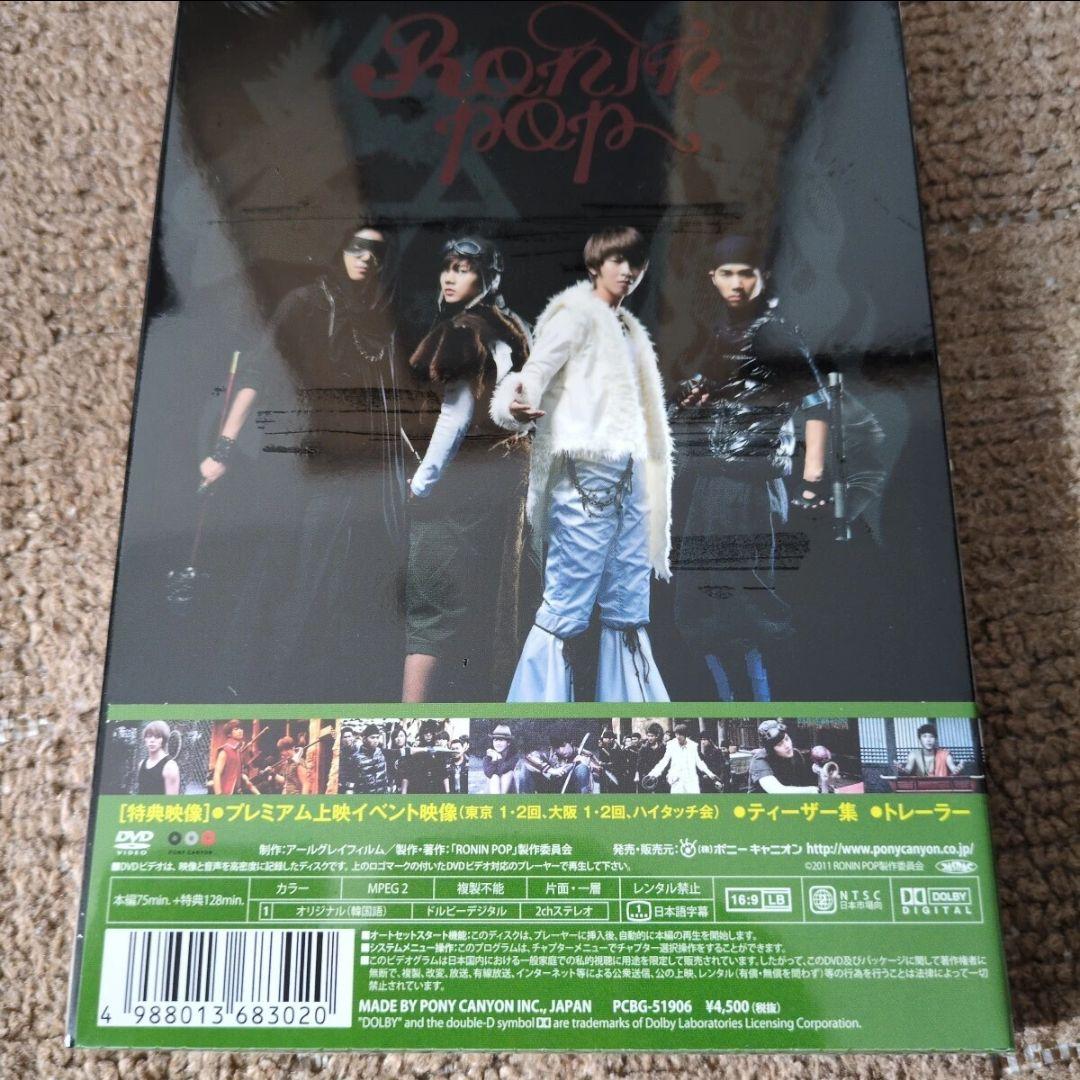 Ronin
pop
[特典映像]●プレミアム上映イベント映像(東京 1・2回、大阪 1・2回、ハイタッチ会) ●ティーザー集 ●トレーラー
DVD
VIDEO
PONY CANYON
制作:アールグレイフィルム/製作・著作:「RONIN POP」製作委員会 発売・販売元:(株)ポニーキャニオン http://www.ponycanyon.co.jp/
■DVDビデオは、映像と音声を高密度に記録したディスクです。上のロゴマークの付いたDVDビデオ対応のプレーヤーで再生して下さい。 ©2011 RONIN POP製作委員会
本編75min.+特典128min.
カラー MPEG 2 複製不能 片面・一層 レンタル禁止
1 オリジナル(韓国語) ドルビーデジタル 2chステレオ 1 日本語字幕
16:9 LB
2 NTSC
日本市場向
DOLBY
DIGITAL
■オートセットスタート機能:このディスクは、プレーヤーに挿入後、自動的に本編の再生を開始します。
■システムメニュー操作:このプログラムは、チャプターメニューでチャプター選択操作をすることができます。
■このビデオグラムは日本国内における一般家庭での私的視聴に用途を限定して販売されています。したがって、このDVD及びパッケージに関して著作権者に
無断で、複製、改変、放送、有線放送、インターネット等による公衆送信、公の上映、レンタル(有償・無償を問わず)等の行為を行うことは法律によって一切
禁止されています。
4 988013 683020
MADE BY PONY CANYON INC., JAPAN PCBG-51906 ¥4,500(税抜)
"DOLBY" and the double-D symbol are trademarks of Dolby Laboratories Licensing Corporation.